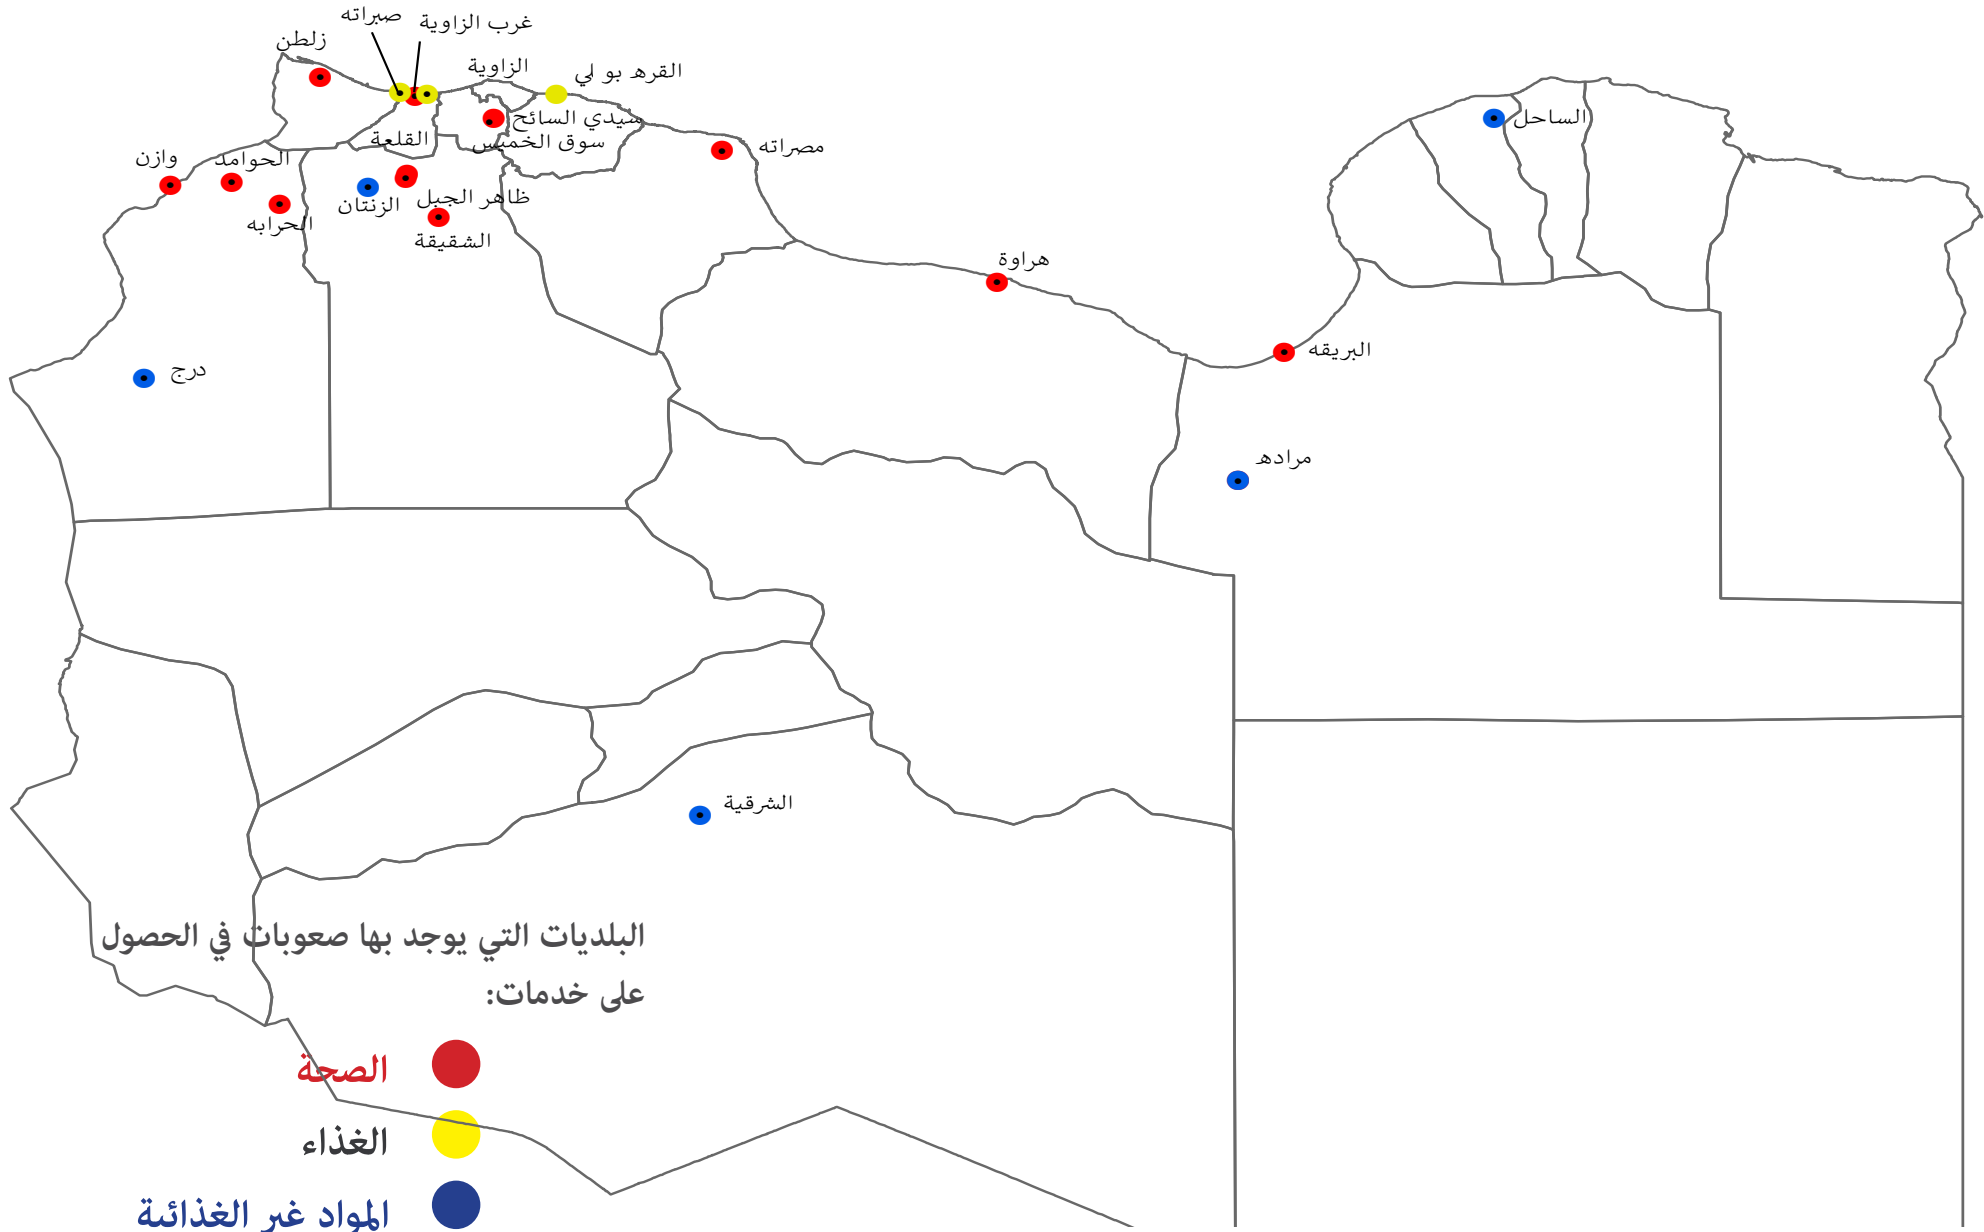 صبراته
غرب الزاوية
زلطن
الزاوية
القره بو لي
سيدي السائح
سوق الخميس
القلعة
مصراته
الساحل
وازن
الحوامد
الحرابه
الزنتان
ظاهر الجبل
الشقيقة
هراوة
البريقه
درج
مراده
الشرقية
البلديات التي يوجد بها صعوبات في الحصول
على خدمات:
الصحة
الغذاء
المواد غير الغذائية